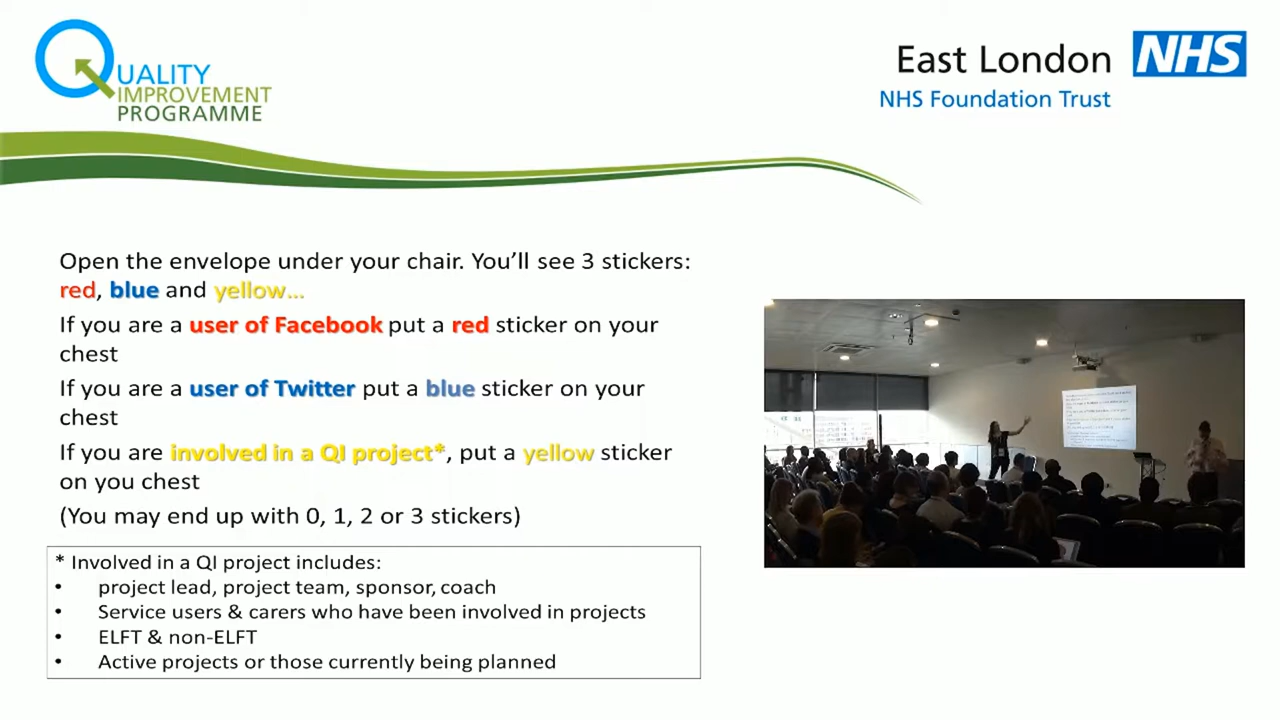 QUALITY
IMPROVEMENT
PROGRAMME
East London NHS
NHS Foundation Trust
Open the envelope under your chair. You’ll see 3 stickers:
red, blue and yellow…
If you are a user of Facebook put a red sticker on your
chest
If you are a user of Twitter put a blue sticker on your
chest
If you are involved in a QI project*, put a yellow sticker
on you chest
(You may end up with 0, 1, 2 or 3 stickers)
* Involved in a QI project includes:
• project lead, project team, sponsor, coach
• Service users & carers who have been involved in projects
• ELFT & non-ELFT
• Active projects or those currently being planned